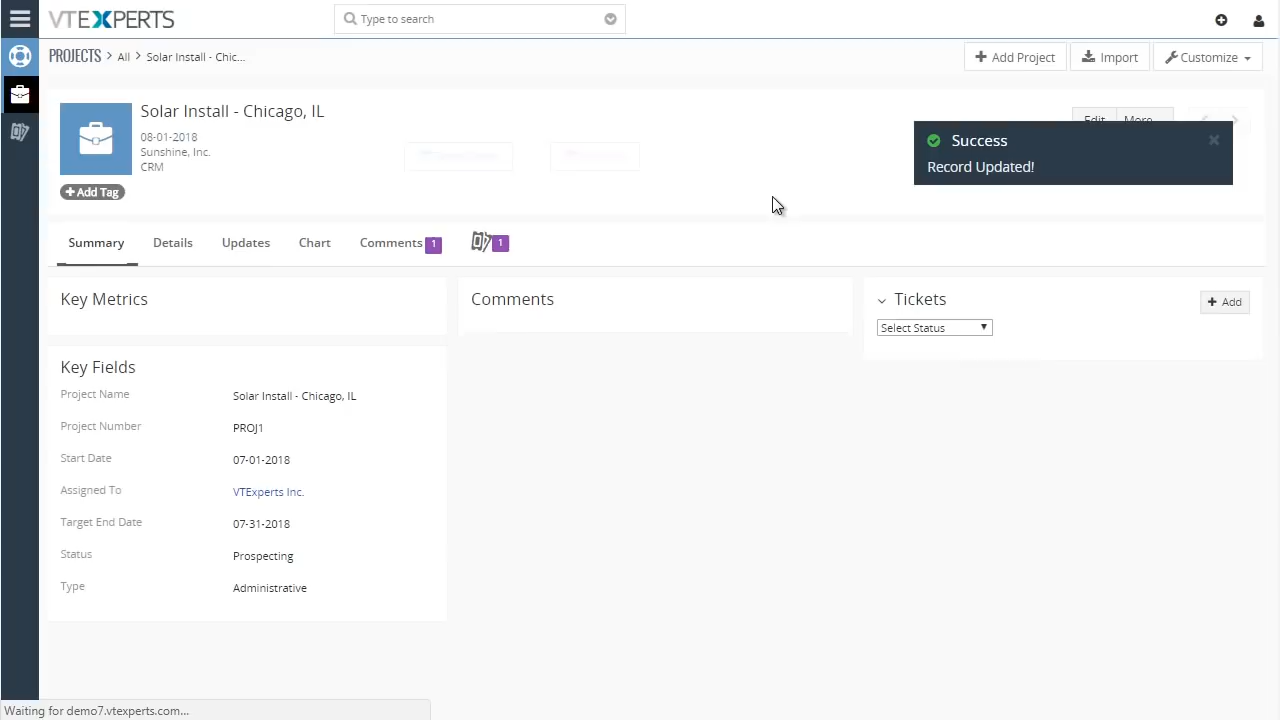 VTEXPERTS
Type to search
PROJECTS > All > Solar Install - Chic...
Add Project
Import
Customize
Solar Install - Chicago, IL
08-01-2018
Sunshine, Inc.
CRM
Add Tag
Edit
More
Success
Record Updated!
Summary
Details
Updates
Chart
Comments 1
1
Key Metrics
Comments
Tickets
Add
Select Status
Key Fields
Project Name Solar Install - Chicago, IL
Project Number PROJ1
Start Date 07-01-2018
Assigned To VTExperts Inc.
Target End Date 07-31-2018
Status Prospecting
Type Administrative
Waiting for demo7.vtexperts.com...